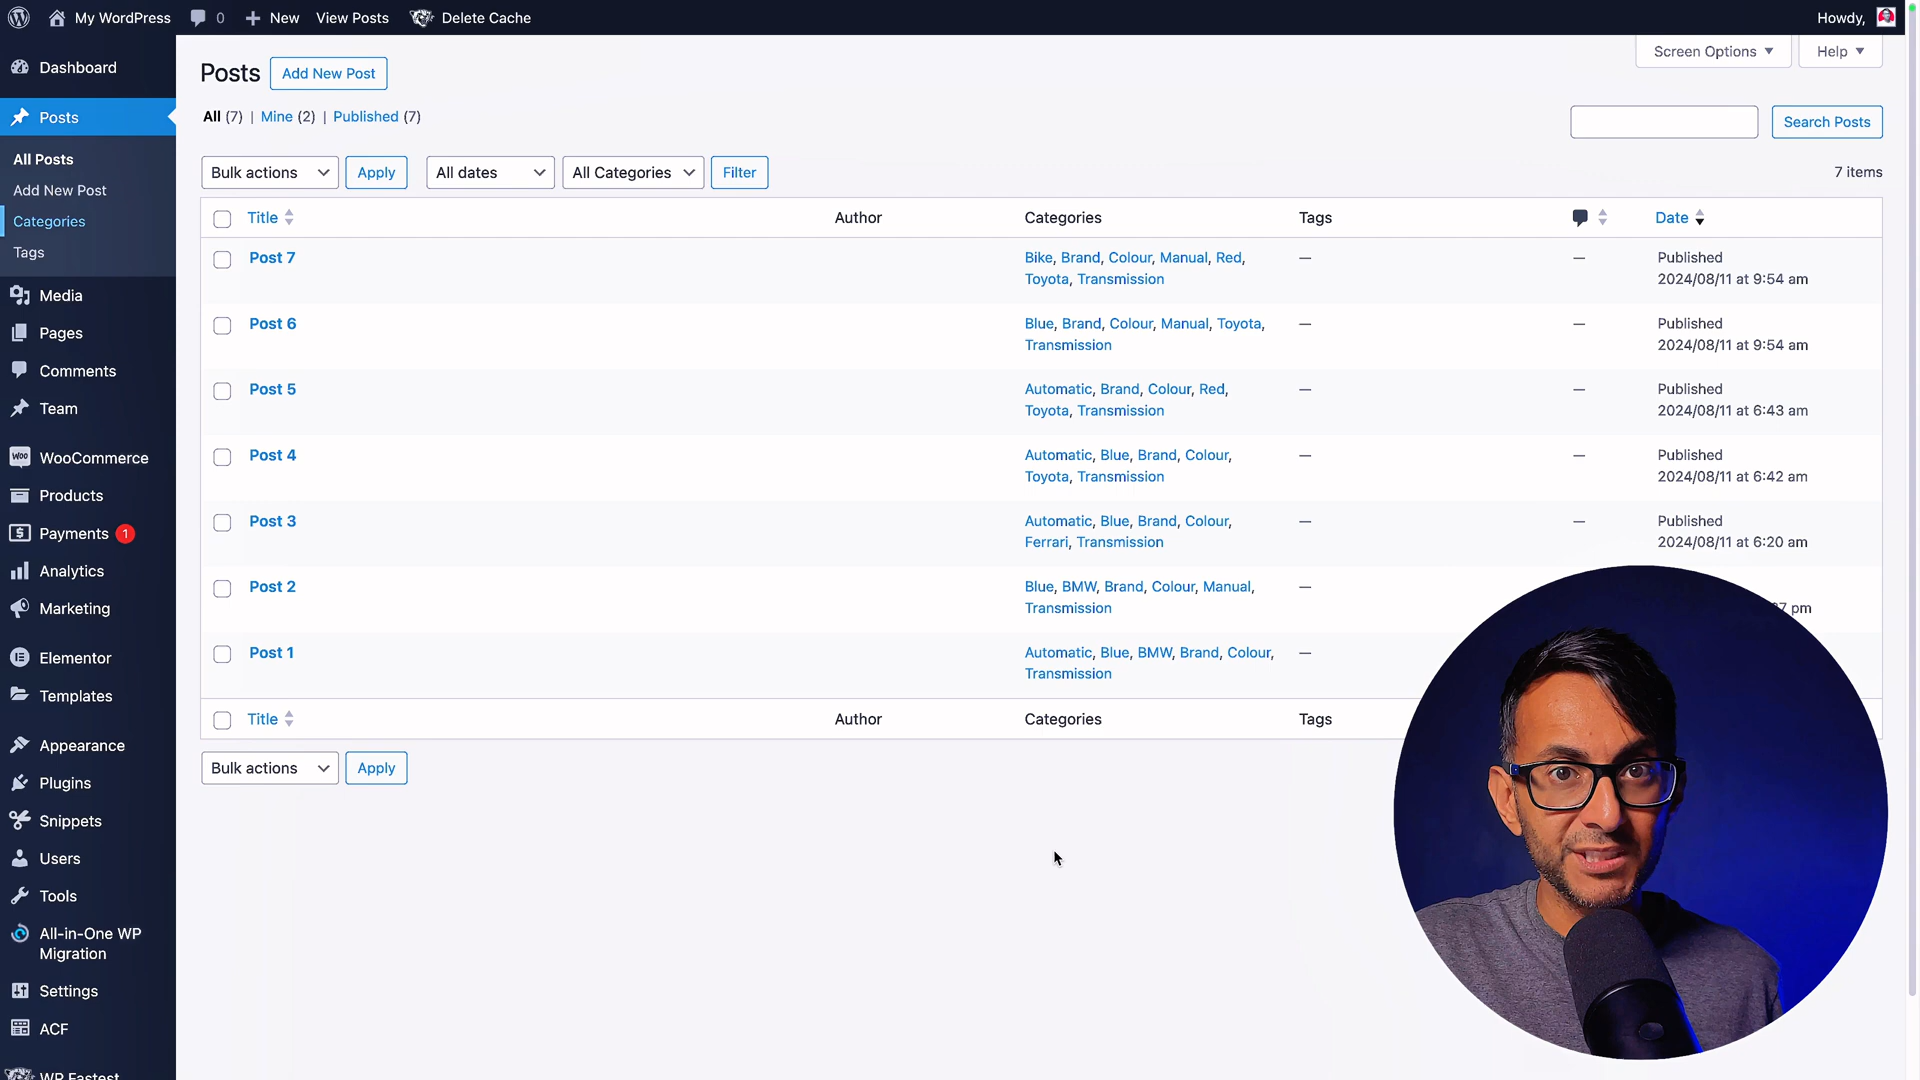 My WordPress 0 New View Posts Delete Cache Howdy,
Dashboard
Posts
All Posts
Add New Post
Categories
Tags
Media
Pages
Comments
Team
WooCommerce
Products
Payments 1
Analytics
Marketing
Elementor
Templates
Appearance
Plugins
Snippets
Users
Tools
All-in-One WP
Migration
Settings
ACF
WP Fastest
Posts Add New Post Screen Options Help
All (7) | Mine (2) | Published (7)
Search Posts
Bulk actions Apply All dates All Categories Filter 7 items
Title Author Categories Tags Date
Post 7 Bike, Brand, Colour, Manual, Red, — — Published
Toyota, Transmission 2024/08/11 at 9:54 am
Post 6 Blue, Brand, Colour, Manual, Toyota, — — Published
Transmission 2024/08/11 at 9:54 am
Post 5 Automatic, Brand, Colour, Red, — — Published
Toyota, Transmission 2024/08/11 at 6:43 am
Post 4 Automatic, Blue, Brand, Colour, — — Published
Toyota, Transmission 2024/08/11 at 6:42 am
Post 3 Automatic, Blue, Brand, Colour, — — Published
Ferrari, Transmission 2024/08/11 at 6:20 am
Post 2 Blue, BMW, Brand, Colour, Manual, —
Transmission 7 pm
Post 1 Automatic, Blue, BMW, Brand, Colour, —
Transmission
Title Author Categories Tags
Bulk actions Apply